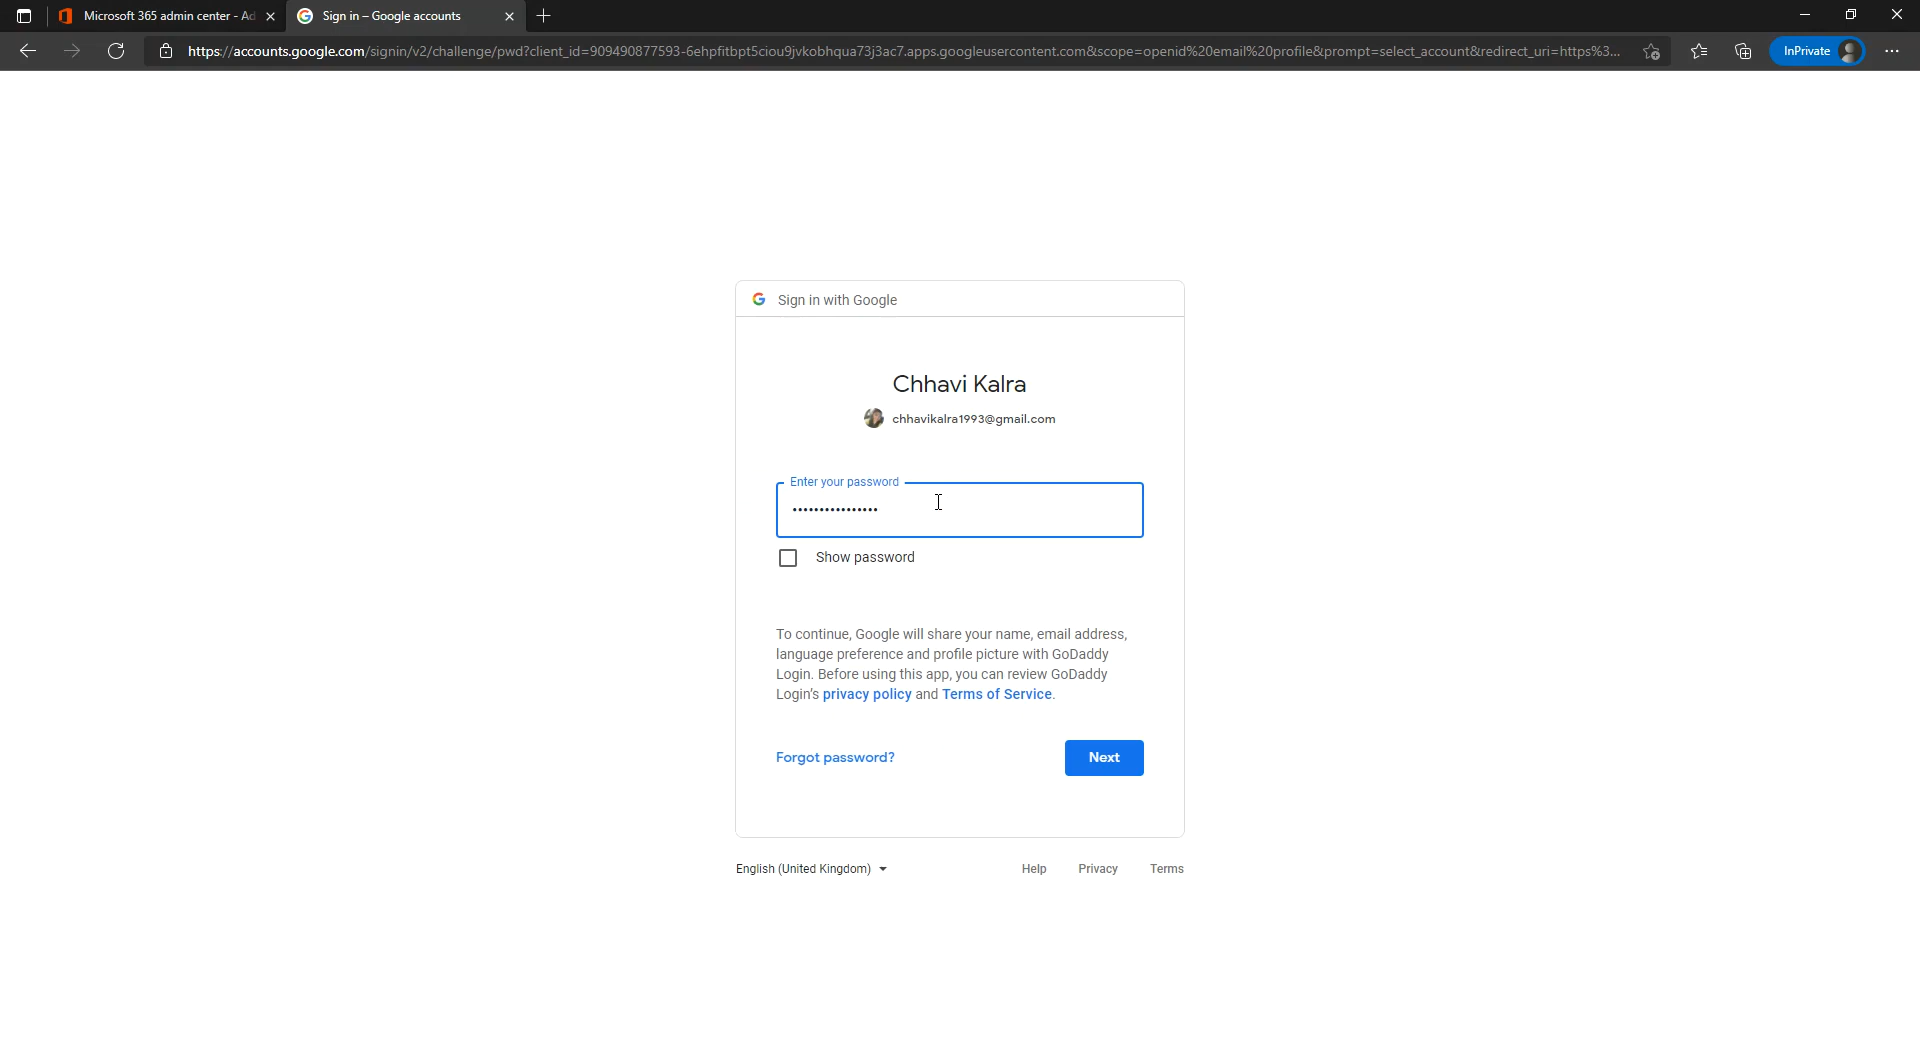 Microsoft 365 admin center - Ad
Sign in – Google accounts
https://accounts.google.com/signin/v2/challenge/pwd?client_id=909490877593-6ehpfitbpt5ciou9jvkobhqua73j3ac7.apps.googleusercontent.com&scope=openid%20email%20profile&prompt=select_account&redirect_uri=https%3...
InPrivate
Sign in with Google
Chhavi Kalra
chhavikalra1993@gmail.com
Enter your password
••••••••••••••••
Show password
To continue, Google will share your name, email address,
language preference and profile picture with GoDaddy
Login. Before using this app, you can review GoDaddy
Login's privacy policy and Terms of Service.
Forgot password?
Next
English (United Kingdom)
Help
Privacy
Terms